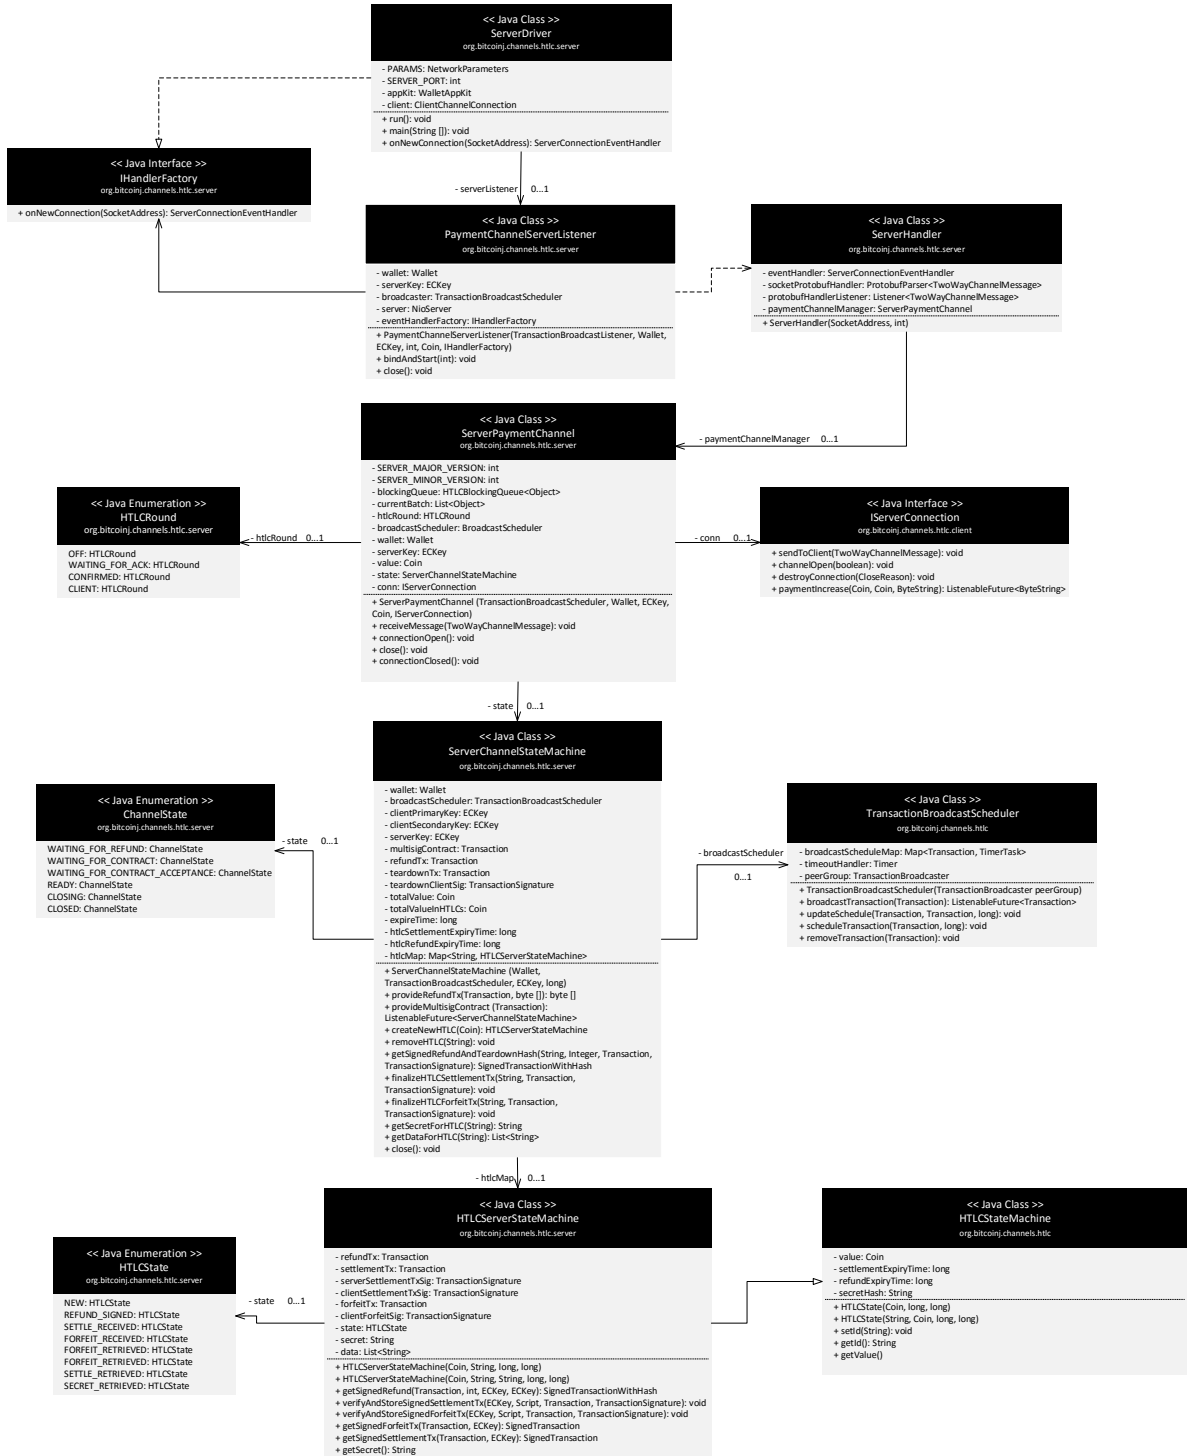 << Java Class >>
ServerDriver
org.bitcoinj.channels.htlc.server
- PARAMS: NetworkParameters
- SERVER_PORT: int
- appKit: WalletAppKit
- client: ClientChannelConnection
+ run(): void
+ main(String []): void
+ onNewConnection(SocketAddress): ServerConnectionEventHandler
<< Java Interface >>
IHandlerFactory
org.bitcoinj.channels.htlc.server
+ onNewConnection(SocketAddress): ServerConnectionEventHandler
- serverListener 0...1
<< Java Class >>
PaymentChannelServerListener
org.bitcoinj.channels.htlc.server
- wallet: Wallet
- serverKey: ECKey
- broadcaster: TransactionBroadcastScheduler
- server: NioServer
- eventHandlerFactory: IHandlerFactory
+ PaymentChannelServerListener(TransactionBroadcastListener, Wallet,
ECKey, int, Coin, IHandlerFactory)
+ bindAndStart(int): void
+ close(): void
<< Java Class >>
ServerHandler
org.bitcoinj.channels.htlc.server
- eventHandler: ServerConnectionEventHandler
- socketProtobufHandler: ProtobufParser<TwoWayChannelMessage>
- protobufHandlerListener: Listener<TwoWayChannelMessage>
- paymentChannelManager: ServerPaymentChannel
+ ServerHandler(SocketAddress, int)
- paymentChannelManager 0...1
<< Java Class >>
ServerPaymentChannel
org.bitcoinj.channels.htlc.server
- SERVER_MAJOR_VERSION: int
- SERVER_MINOR_VERSION: int
- blockingQueue: HTLCBlockingQueue<Object>
- currentBatch: List<Object>
- htlcRound: HTLCRound
- broadcastScheduler: BroadcastScheduler
- wallet: Wallet
- serverKey: ECKey
- value: Coin
- state: ServerChannelStateMachine
- conn: IServerConnection
+ ServerPaymentChannel (TransactionBroadcastScheduler, Wallet, ECKey,
Coin, IServerConnection)
+ receiveMessage(TwoWayChannelMessage): void
+ connectionOpen(): void
+ close(): void
+ connectionClosed(): void
<< Java Enumeration >>
HTLCRound
org.bitcoinj.channels.htlc.server
OFF: HTLCRound
WAITING_FOR_ACK: HTLCRound
CONFIRMED: HTLCRound
CLIENT: HTLCRound
- htlcRound 0...1
- conn 0...1
<< Java Interface >>
IServerConnection
org.bitcoinj.channels.htlc.client
+ sendToClient(TwoWayChannelMessage): void
+ channelOpen(boolean): void
+ destroyConnection(CloseReason): void
+ paymentIncrease(Coin, Coin, ByteString): ListenableFuture<ByteString>
- state 0...1
<< Java Class >>
ServerChannelStateMachine
org.bitcoinj.channels.htlc.server
- wallet: Wallet
- broadcastScheduler: TransactionBroadcastScheduler
- clientPrimaryKey: ECKey
- clientSecondaryKey: ECKey
- serverKey: ECKey
- multisigContract: Transaction
- refundTx: Transaction
- teardownTx: Transaction
- teardownClientSig: TransactionSignature
- totalValue: Coin
- totalValueInHTLCs: Coin
- expireTime: long
- htlcSettlementExpiryTime: long
- htlcRefundExpiryTime: long
- htlcMap: Map<String, HTLCServerStateMachine>
+ ServerChannelStateMachine (Wallet,
TransactionBroadcastScheduler, ECKey, long)
+ provideRefundTx(Transaction, byte []): byte []
+ provideMultisigContract (Transaction):
ListenableFuture<ServerChannelStateMachine>
+ createNewHTLC(Coin): HTLCServerStateMachine
+ removeHTLC(String): void
+ getSignedRefundAndTeardownHash(String, Integer, Transaction,
TransactionSignature): SignedTransactionWithHash
+ finalizeHTLCSettlementTx(String, Transaction,
TransactionSignature): void
+ finalizeHTLCForfeitTx(String, Transaction,
TransactionSignature): void
+ getSecretForHTLC(String): String
+ getDataForHTLC(String): List<String>
+ close(): void
<< Java Enumeration >>
ChannelState
org.bitcoinj.channels.htlc.server
WAITING_FOR_REFUND: ChannelState
WAITING_FOR_CONTRACT: ChannelState
WAITING_FOR_CONTRACT_ACCEPTANCE: ChannelState
READY: ChannelState
CLOSING: ChannelState
CLOSED: ChannelState
- state 0...1
- broadcastScheduler
0...1
<< Java Class >>
TransactionBroadcastScheduler
org.bitcoinj.channels.htlc
- broadcastScheduleMap: Map<Transaction, TimerTask>
- timeoutHandler: Timer
- peerGroup: TransactionBroadcaster
+ TransactionBroadcastScheduler(TransactionBroadcaster peerGroup)
+ broadcastTransaction(Transaction): ListenableFuture<Transaction>
+ updateSchedule(Transaction, Transaction, long): void
+ scheduleTransaction(Transaction, long): void
+ removeTransaction(Transaction): void
- htlcMap 0...1
<< Java Class >>
HTLCServerStateMachine
org.bitcoinj.channels.htlc.server
- refundTx: Transaction
- settlementTx: Transaction
- serverSettlementTxSig: TransactionSignature
- clientSettlementTxSig: TransactionSignature
- forfeitTx: Transaction
- clientForfeitSig: TransactionSignature
- state: HTLCState
- secret: String
- data: List<String>
+ HTLCServerStateMachine(Coin, String, long, long)
+ HTLCServerStateMachine(Coin, String, String, long, long)
+ getSignedRefund(Transaction, int, ECKey, ECKey): SignedTransactionWithHash
+ verifyAndStoreSignedSettlementTx(ECKey, Script, Transaction, TransactionSignature): void
+ verifyAndStoreSignedForfeitTx(ECKey, Script, Transaction, TransactionSignature): void
+ getSignedForfeitTx(Transaction, ECKey): SignedTransaction
+ getSignedSettlementTx(Transaction, ECKey): SignedTransaction
+ getSecret(): String
<< Java Enumeration >>
HTLCState
org.bitcoinj.channels.htlc.server
NEW: HTLCState
REFUND_SIGNED: HTLCState
SETTLE_RECEIVED: HTLCState
FORFEIT_RECEIVED: HTLCState
FORFEIT_RETRIEVED: HTLCState
FORFEIT_RETRIEVED: HTLCState
SETTLE_RETRIEVED: HTLCState
SECRET_RETRIEVED: HTLCState
- state 0...1
<< Java Class >>
HTLCStateMachine
org.bitcoinj.channels.htlc
- value: Coin
- settlementExpiryTime: long
- refundExpiryTime: long
- secretHash: String
+ HTLCState(Coin, long, long)
+ HTLCState(String, Coin, long, long)
+ setId(String): void
+ getId(): String
+ getValue()